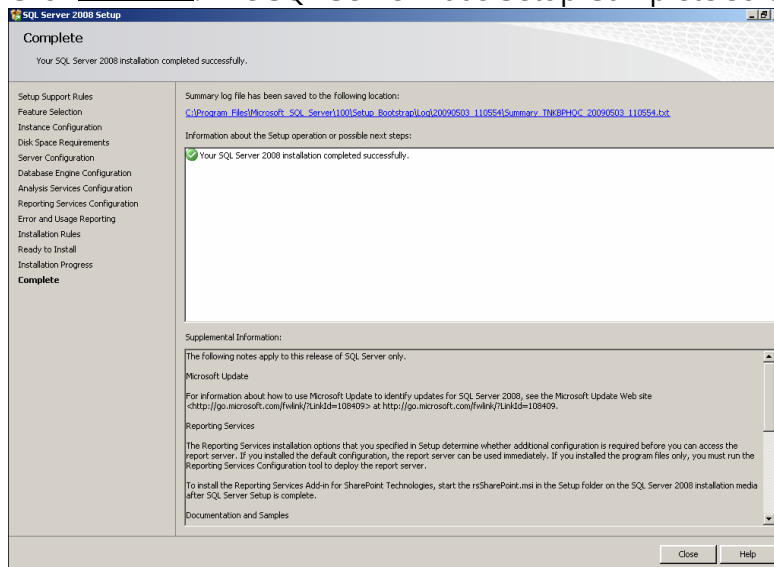 SQL Server 2008 Setup
Complete
Your SQL Server 2008 installation completed successfully.
Setup Support Rules
Feature Selection
Instance Configuration
Disk Space Requirements
Server Configuration
Database Engine Configuration
Analysis Services Configuration
Reporting Services Configuration
Error and Usage Reporting
Installation Rules
Ready to Install
Installation Progress
Complete
Summary log file has been saved to the following location:
C:\Program Files\Microsoft SQL Server\100\Setup Bootstrap\Log\20090503_110554\Summary_TNKBPHQC_20090503_110554.txt
Information about the Setup operation or possible next steps:
Your SQL Server 2008 installation completed successfully.
Supplemental Information:
The following notes apply to this release of SQL Server only.
Microsoft Update
For information about how to use Microsoft Update to identify updates for SQL Server 2008, see the Microsoft Update Web site
<http://go.microsoft.com/fwlink/?LinkId=108409> at http://go.microsoft.com/fwlink/?LinkId=108409.
Reporting Services
The Reporting Services installation options that you specified in Setup determine whether additional configuration is required before you can access the
report server. If you installed the default configuration, the report server can be used immediately. If you installed the program files only, you must run the
Reporting Services Configuration tool to deploy the report server.
To install the Reporting Services Add-in for SharePoint Technologies, start the rsSharePoint.msi in the Setup folder on the SQL Server 2008 installation media
after SQL Server Setup is complete.
Documentation and Samples
Close
Help